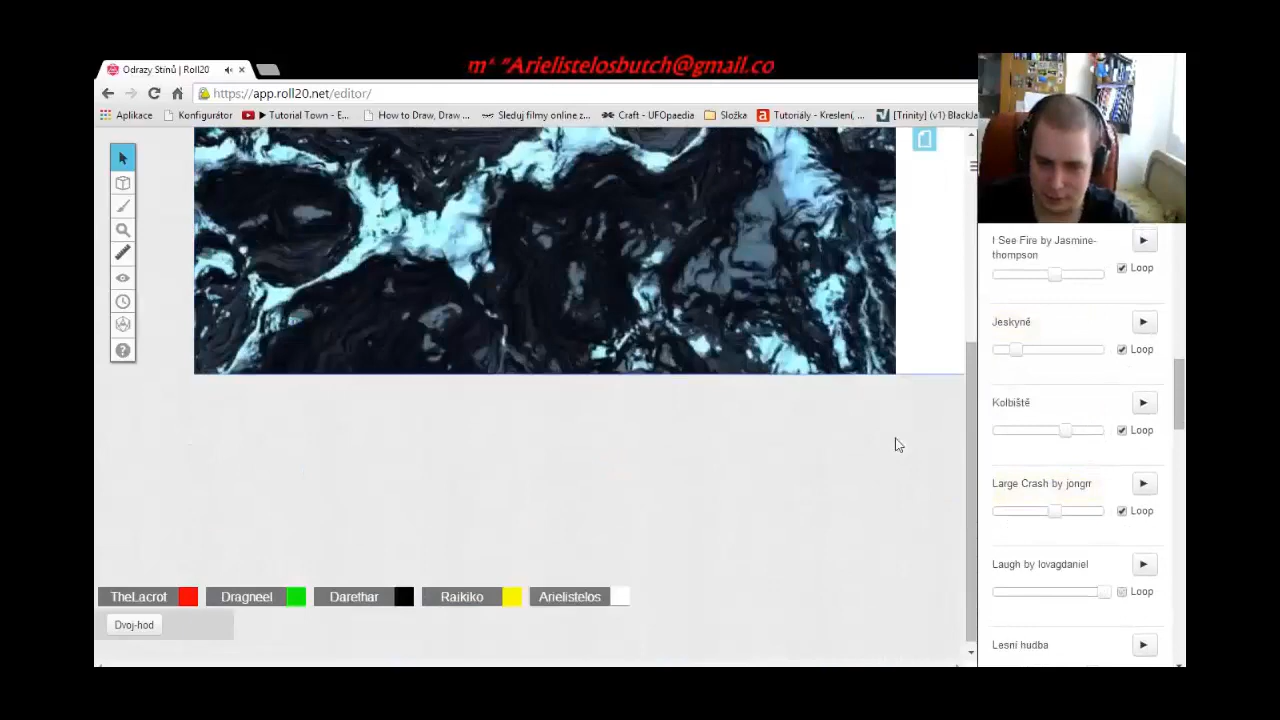 m* "Arielistelosbutch@gmail.co
Odrazy Stínů | Roll20
https://app.roll20.net/editor/
Aplikace
Konfigurátor
Tutorial Town - E...
How to Draw, Draw ...
Sleduj filmy online z...
Craft - UFOpaedia
Složka
Tutoriály - Kreslení, ...
[Trinity] (v1) BlackJa
I See Fire by Jasmine-
thompson
Loop
Jeskyně
Loop
Kolbiště
Loop
Large Crash by jongrr
Loop
Laugh by lovagdaniel
Loop
Lesní hudba
TheLacrot
Dragneel
Darethar
Raikiko
Arielistelos
Dvoj-hod